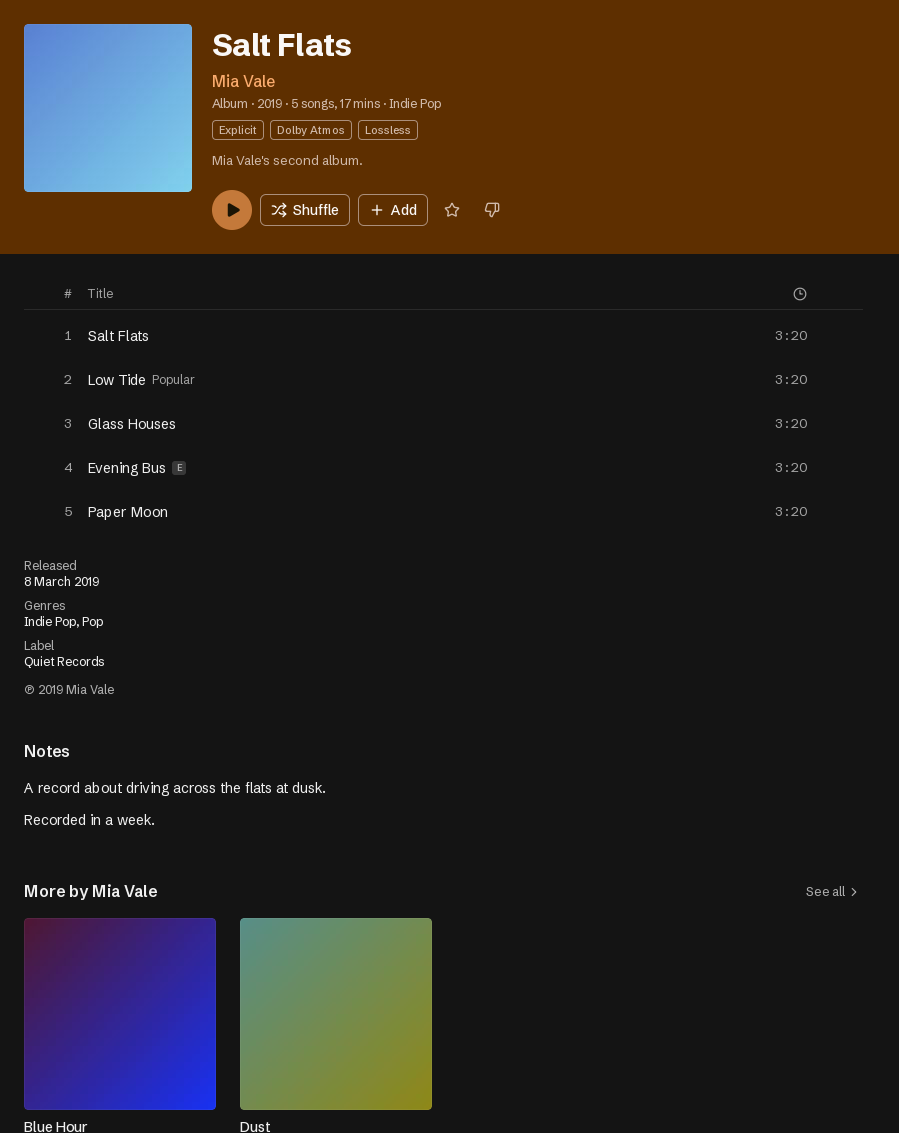 Salt Flats
Mia Vale
Album · 2019 · 5 songs, 17 mins · Indie Pop
Explicit Dolby Atmos Lossless
Mia Vale's second album.
Shuffle Add
# Title
1 Salt Flats 3:20
2 Low Tide Popular 3:20
3 Glass Houses 3:20
4 Evening Bus E 3:20
5 Paper Moon 3:20
Released
8 March 2019
Genres
Indie Pop, Pop
Label
Quiet Records
℗ 2019 Mia Vale
Notes
A record about driving across the flats at dusk.
Recorded in a week.
More by Mia Vale See all
Blue Hour Dust